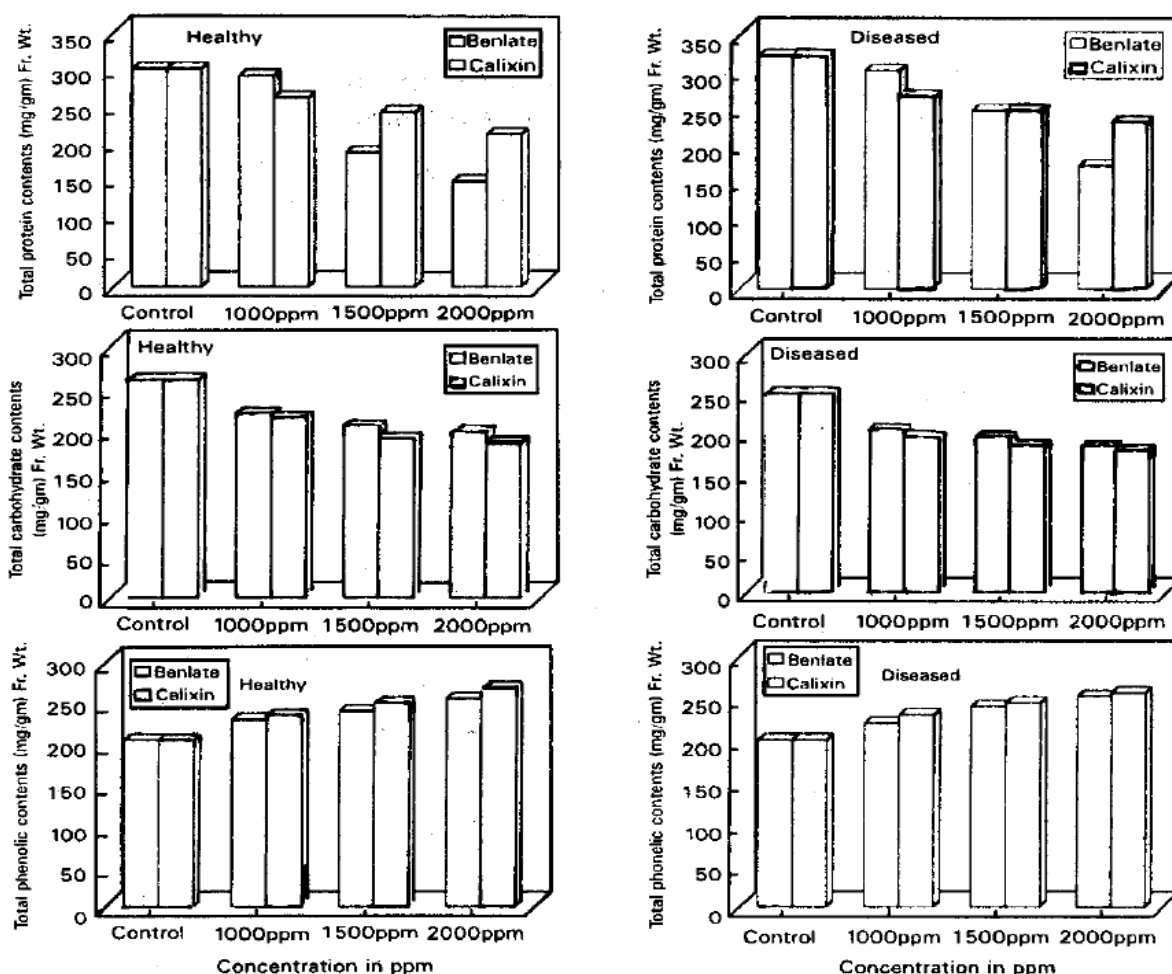 Total protein contents (mg/gm) Fr. Wt.
350
300
250
200
150
100
50
0
Healthy
Benlate
Calixin
Control 1000ppm 1500ppm 2000ppm
Total protein contents (mg/gm) Fr. Wt.
350
300
250
200
150
100
50
0
Diseased
Benlate
Calixin
Control 1000ppm 1500ppm 2000ppm
Total carbohydrate contents
(mg/gm) Fr. Wt.
300
250
200
150
100
50
0
Healthy
Benlate
Calixin
Control 1000ppm 1500ppm 2000ppm
Total carbohydrate contents
(mg/gm) Fr. Wt.
300
250
200
150
100
50
0
Diseased
Benlate
Calixin
Control 1000ppm 1500ppm 2000ppm
Total phenolic contents (mg/gm) Fr. Wt.
300
250
200
150
100
50
0
Benlate
Calixin
Healthy
Control 1000ppm 1500ppm 2000ppm
Concentration in ppm
Total phonelic contents (mg/gm) Fr. Wt.
300
250
200
150
100
50
0
Benlate
Calixin
Diseased
Control 1000ppm 1500ppm 2000ppm
Concentration in ppm